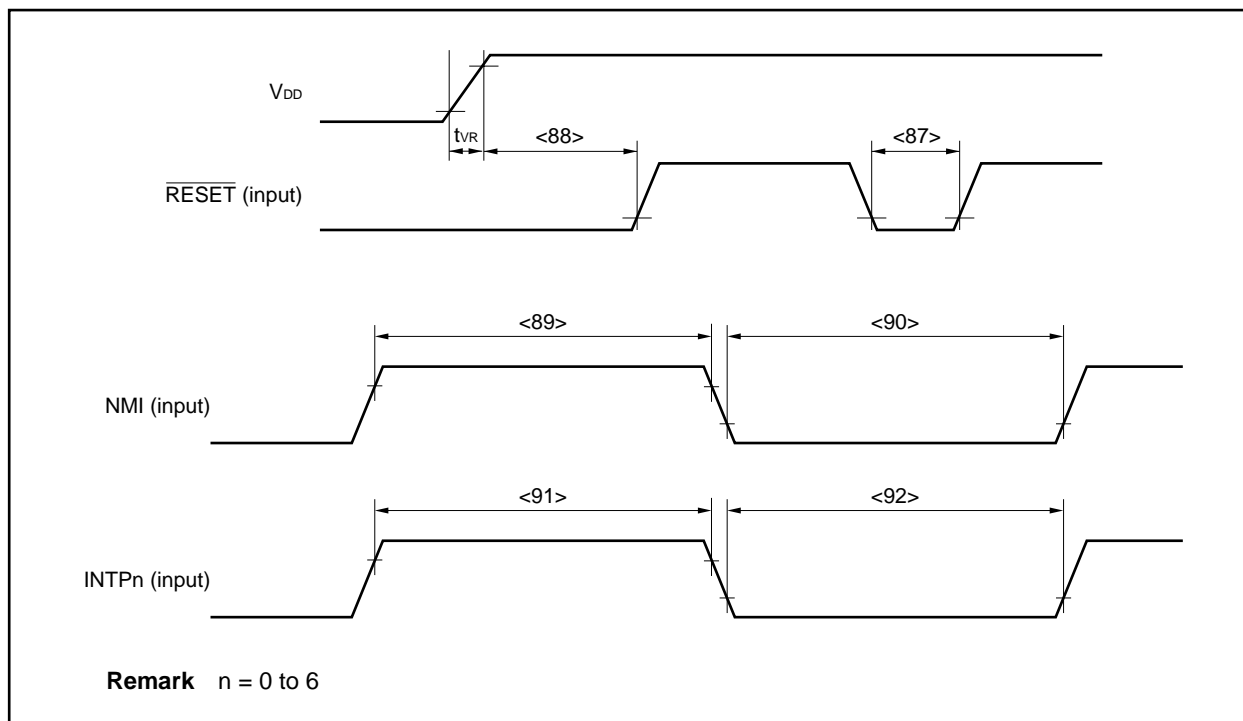 VDD
tVR
<88>
<87>
RESET (input)
<89>
<90>
NMI (input)
<91>
<92>
INTPn (input)
Remark n = 0 to 6